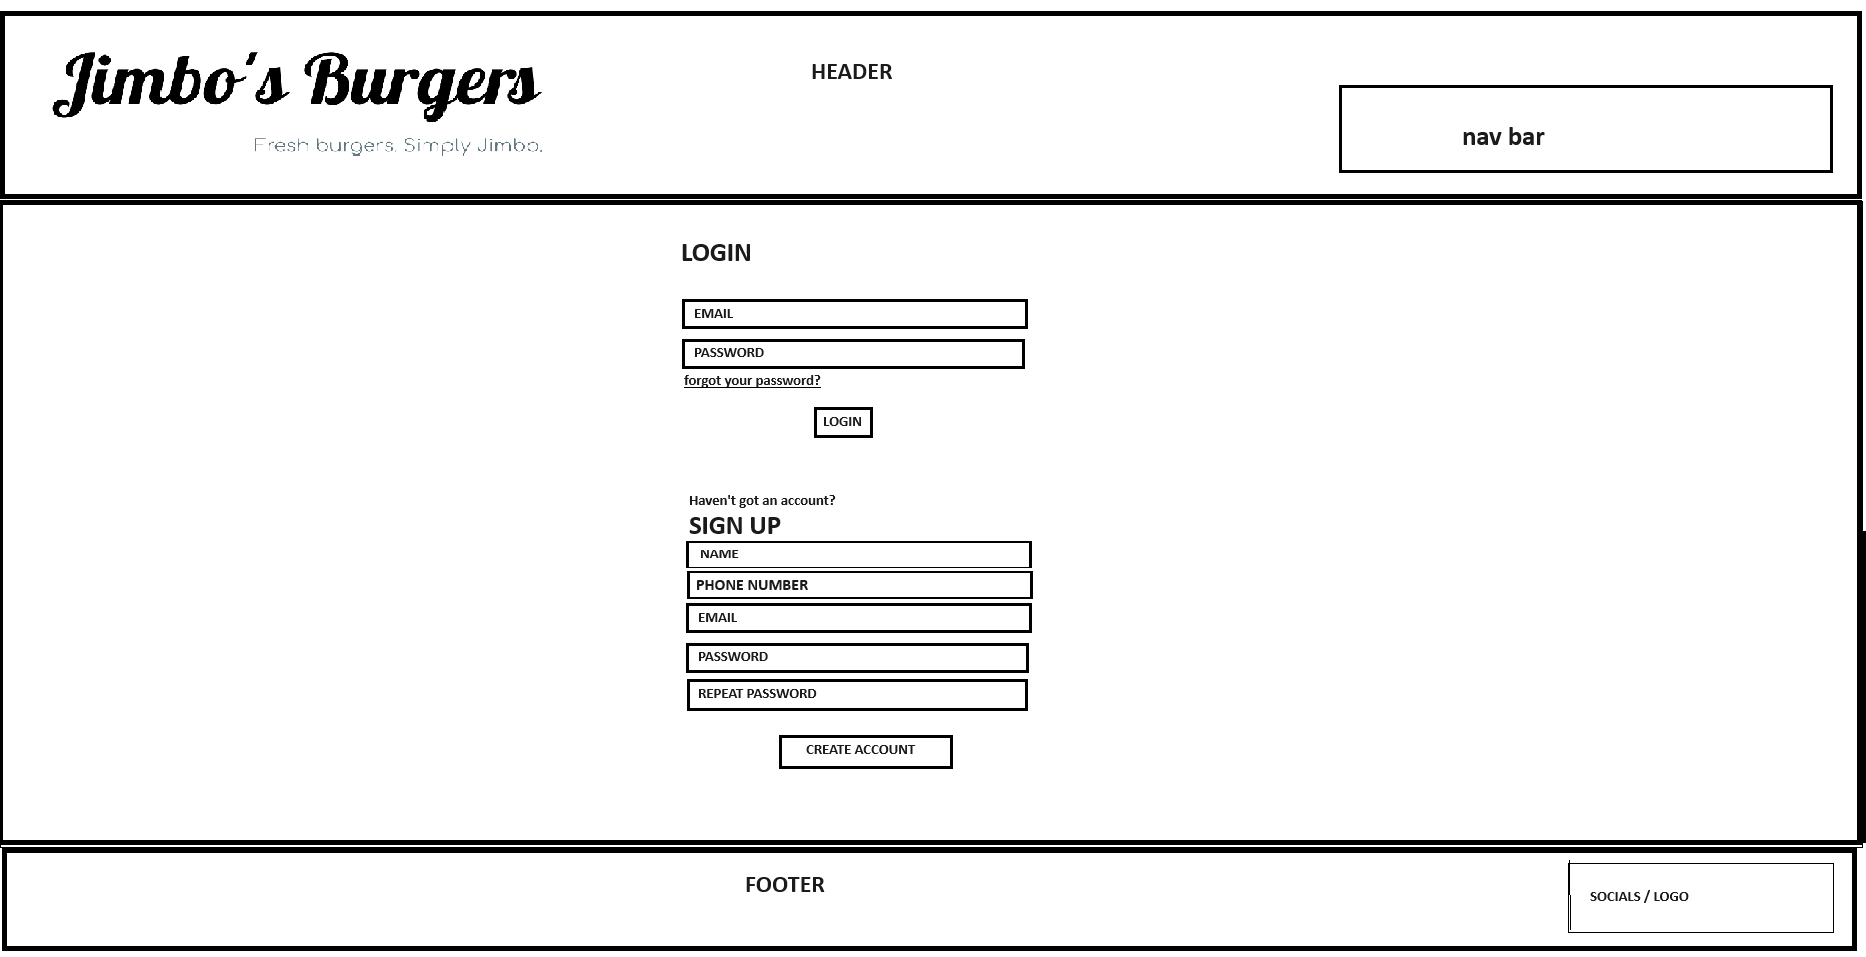 Jimbo's Burgers
Fresh burgers. Simply Jimbo.
HEADER
nav bar
LOGIN
EMAIL
PASSWORD
forgot your password?
LOGIN
Haven't got an account?
SIGN UP
NAME
PHONE NUMBER
EMAIL
PASSWORD
REPEAT PASSWORD
CREATE ACCOUNT
FOOTER
SOCIALS / LOGO